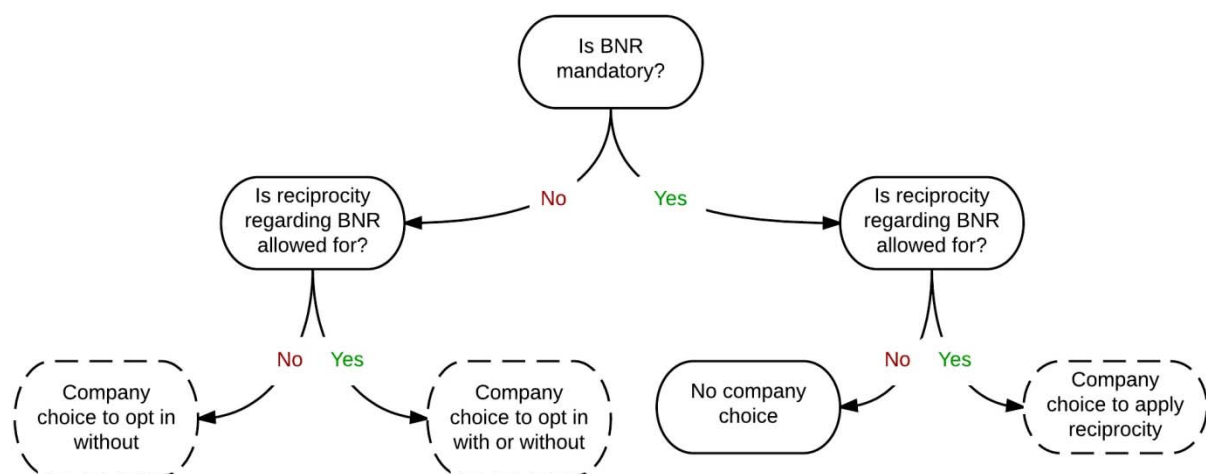 Is BNR
mandatory?
No
Yes
Is reciprocity
regarding BNR
allowed for?
Is reciprocity
regarding BNR
allowed for?
No
Yes
No
Yes
Company
choice to opt in
without
Company
choice to opt in
with or without
No company
choice
Company
choice to apply
reciprocity